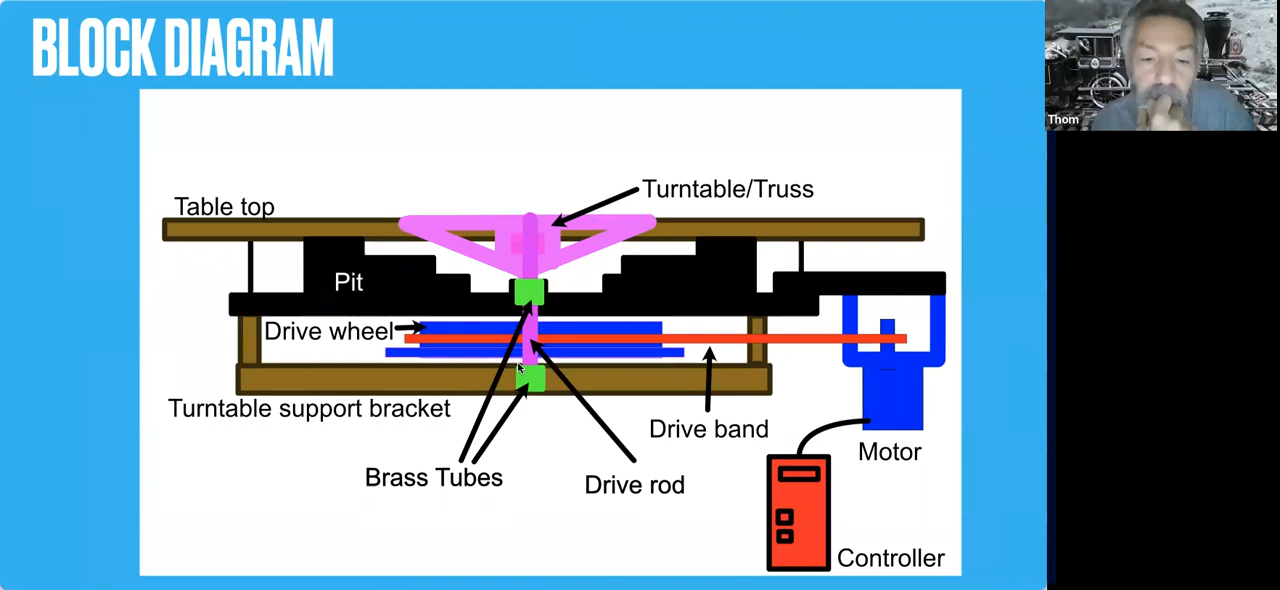 BLOCK DIAGRAM
Thom
Turntable/Truss
Table top
Pit
Drive wheel
Turntable support bracket
Drive band
Motor
Brass Tubes
Drive rod
Controller